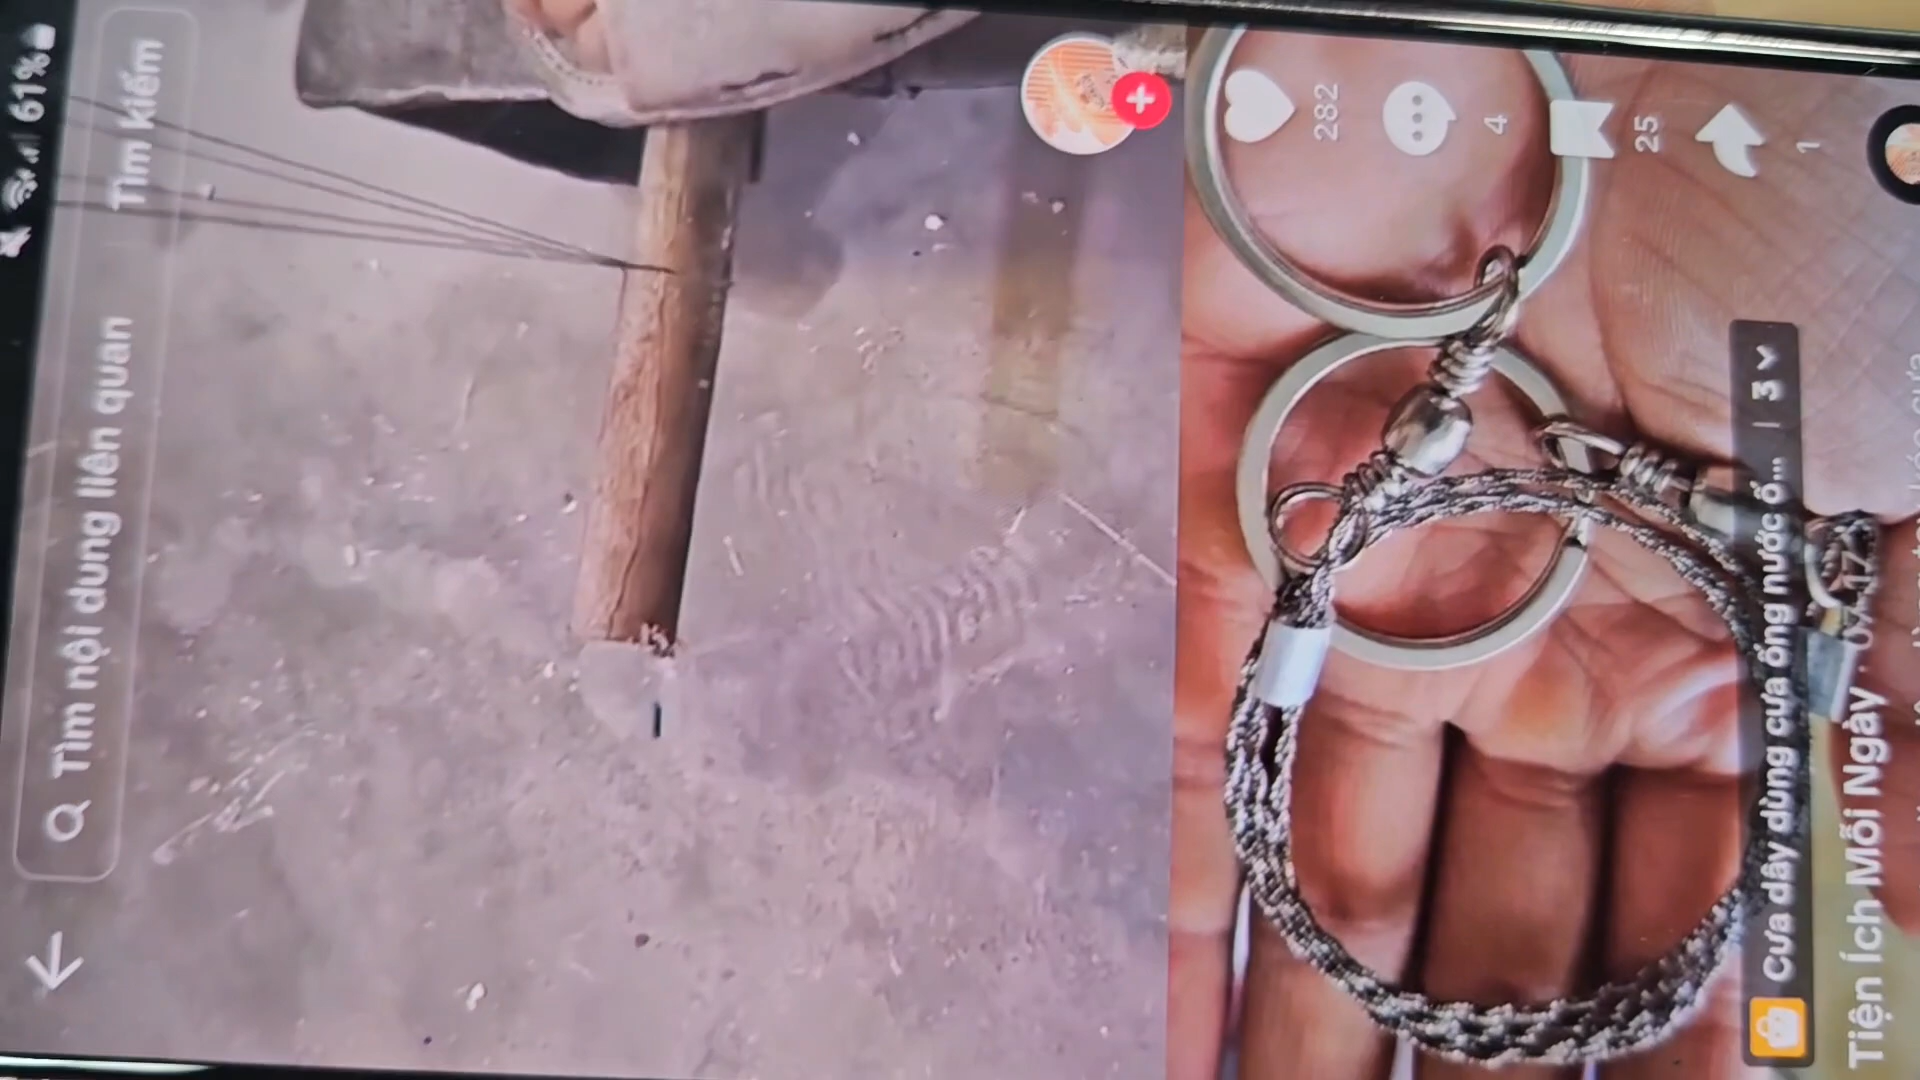 61%
Tìm nội dung liên quan
Tìm kiếm
282
4
25
1
Cưa dây dùng cưa ống nước ố... | 3
Tiện Ích Mỗi Ngày